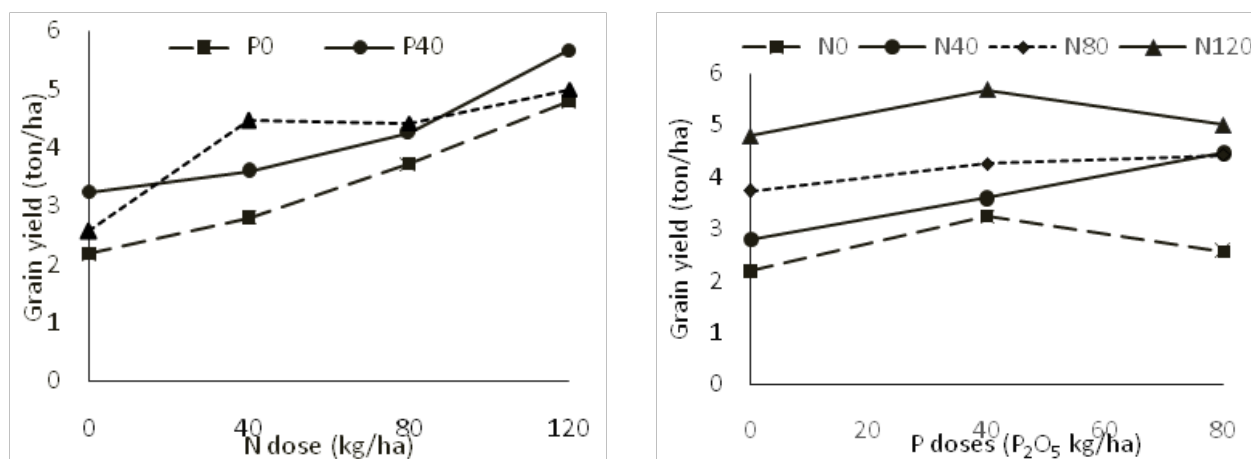 P0 P40
6
5
4
3
2
1
0
Grain yield (ton/ha)
0 40 80 120
N dose (kg/ha)
N0 N40 N80 N120
6
5
4
3
2
1
0
Grain yield (ton/ha)
0 20 40 60 80
P doses (P₂O₅ kg/ha)